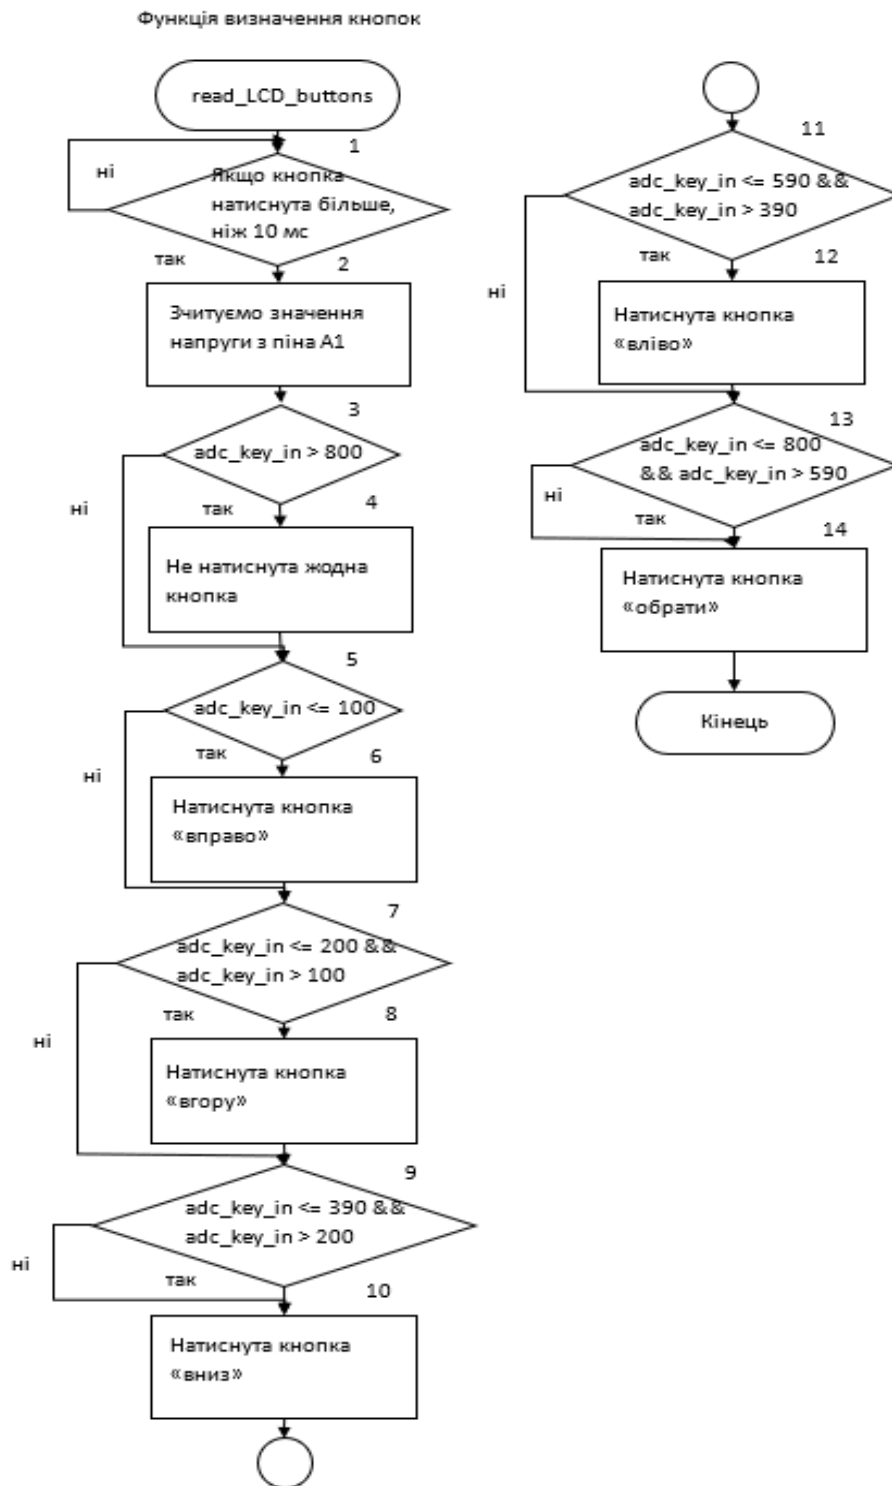 Функція визначення кнопок
read_LCD_buttons
1
ні
Якщо кнопка
натиснута більше,
ніж 10 мс
так
2
Зчитуємо значення
напруги з піна А1
3
adc_key_in > 800
ні
так
4
Не натиснута жодна
кнопка
5
adc_key_in <= 100
ні
так
6
Натиснута кнопка
«вправо»
7
adc_key_in <= 200 &&
adc_key_in > 100
ні
так
8
Натиснута кнопка
«вгору»
9
adc_key_in <= 390 &&
adc_key_in > 200
ні
так
10
Натиснута кнопка
«вниз»
11
adc_key_in <= 590 &&
adc_key_in > 390
ні
так
12
Натиснута кнопка
«вліво»
13
adc_key_in <= 800
&& adc_key_in > 590
ні
так
14
Натиснута кнопка
«обрати»
Кінець